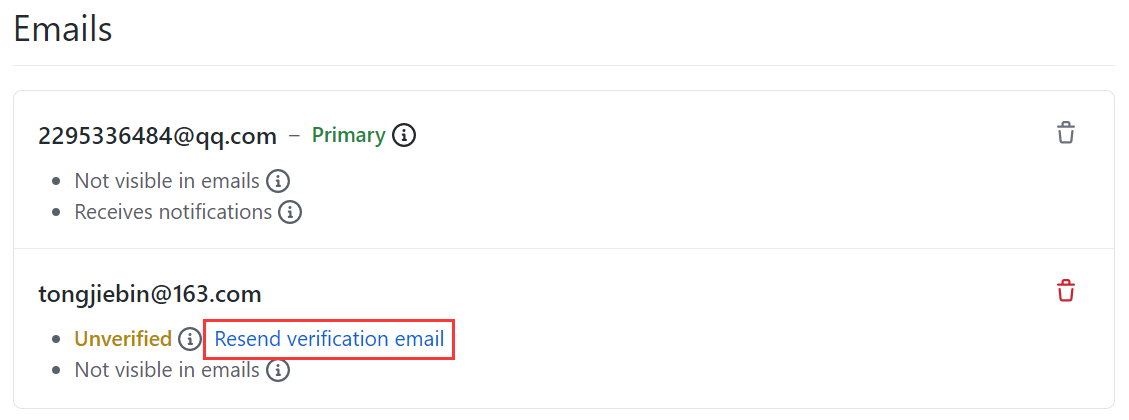 Emails
2295336484@qq.com – Primary
Not visible in emails
Receives notifications
tongjiebin@163.com
Unverified Resend verification email
Not visible in emails